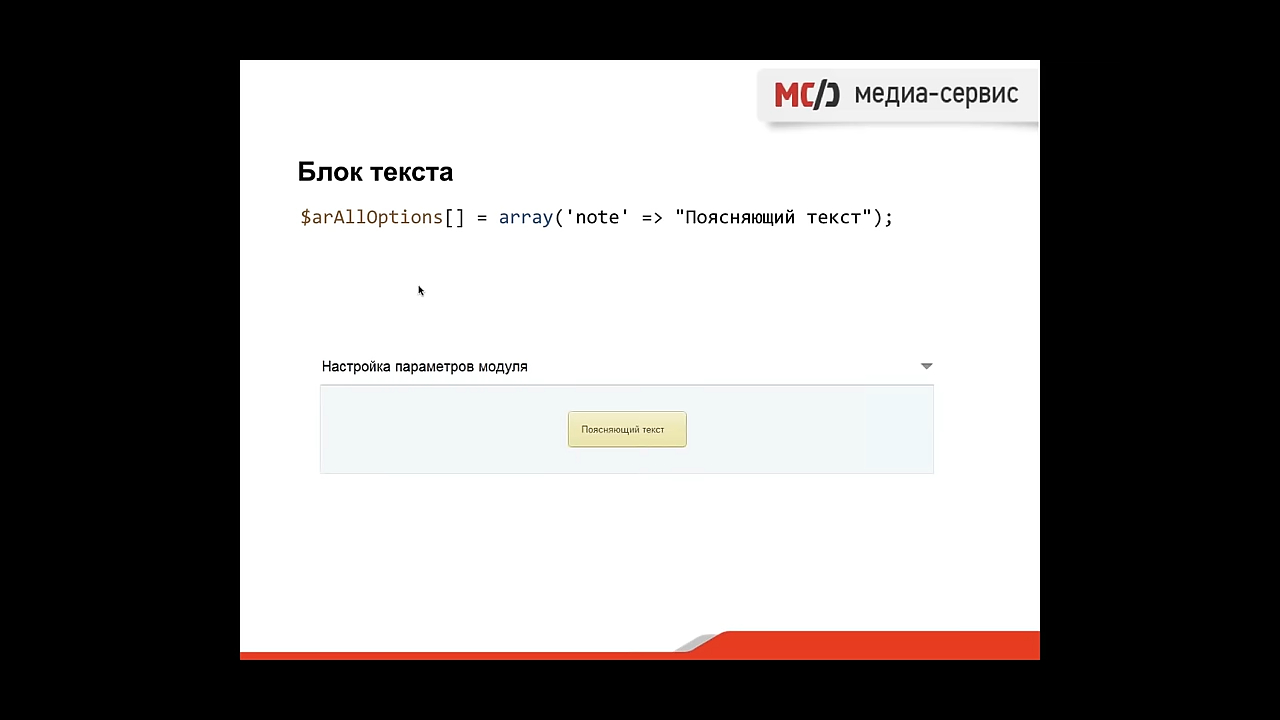 МС/Э медиа-сервис
Блок текста
$arAllOptions[] = array('note' => "Поясняющий текст");
Настройка параметров модуля
Поясняющий текст